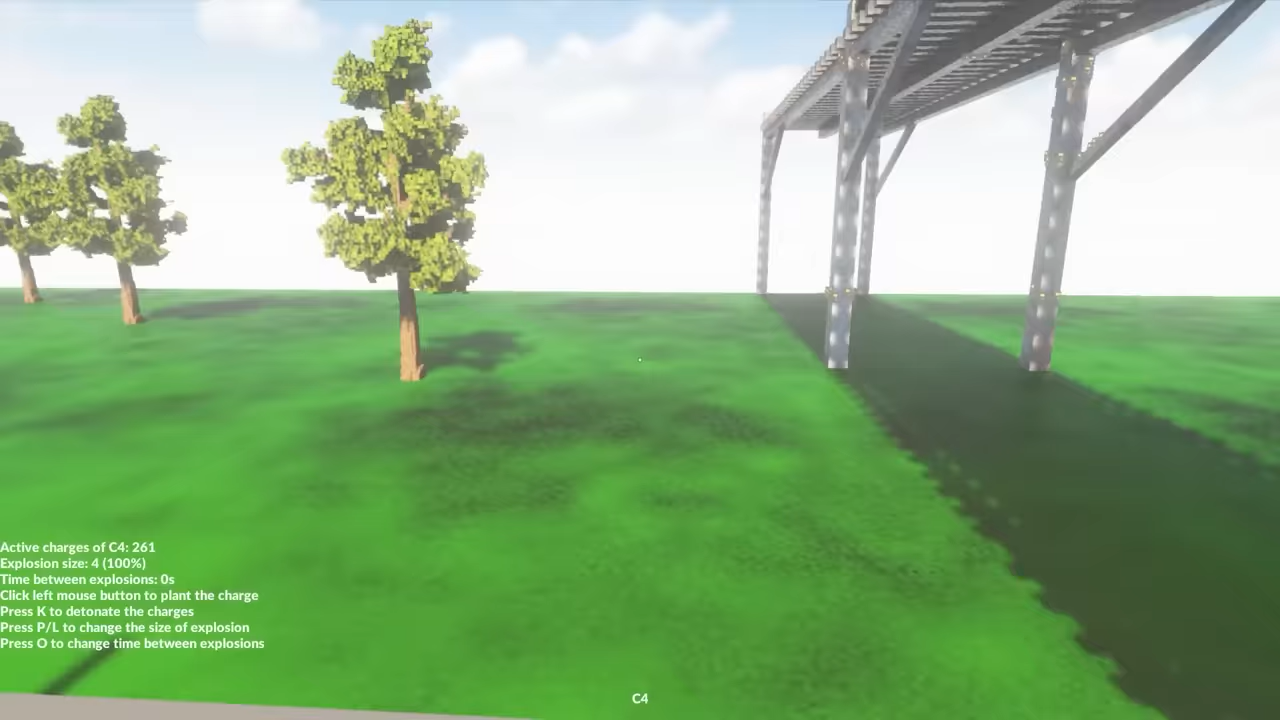 Active charges of C4: 261
Explosion size: 4 (100%)
Time between explosions: 0s
Click left mouse button to plant the charge
Press K to detonate the charges
Press P/L to change the size of explosion
Press O to change time between explosions
C4